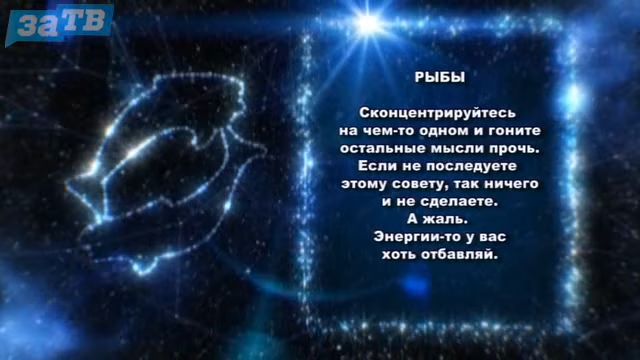 заТВ
РЫБЫ
Сконцентрируйтесь
на чем-то одном и гоните
остальные мысли прочь.
Если не последуете
этому совету, так ничего
и не сделаете.
А жаль.
Энергии-то у вас
хоть отбавляй.